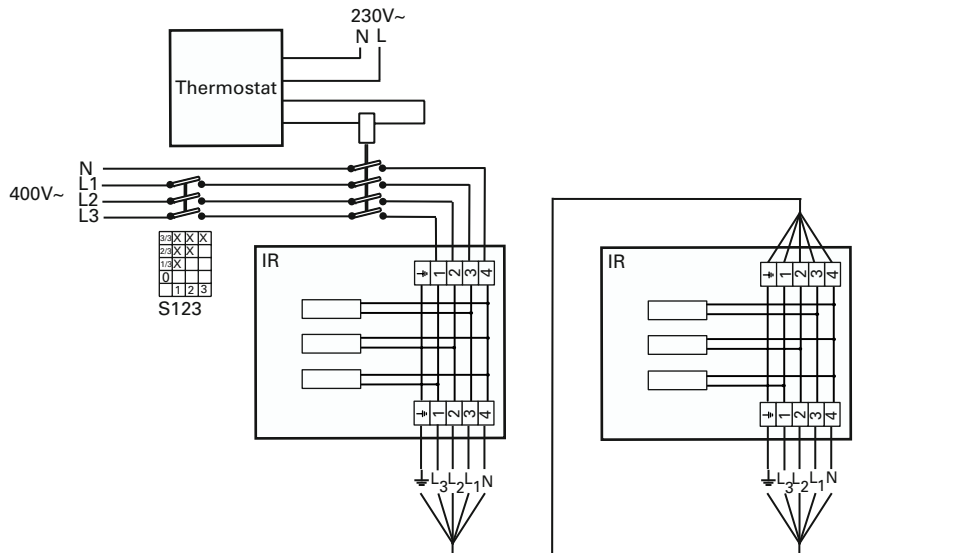 230V~
N L
Thermostat
N
L1
400V~
L2
L3
3/3 X X X
2/3 X X
1/3 X
0
1 2 3
S123
IR
⏚ 1 2 3 4
⏚ 1 2 3 4
⏚ L3 L2 L1 N
IR
⏚ 1 2 3 4
⏚ 1 2 3 4
⏚ L3 L2 L1 N